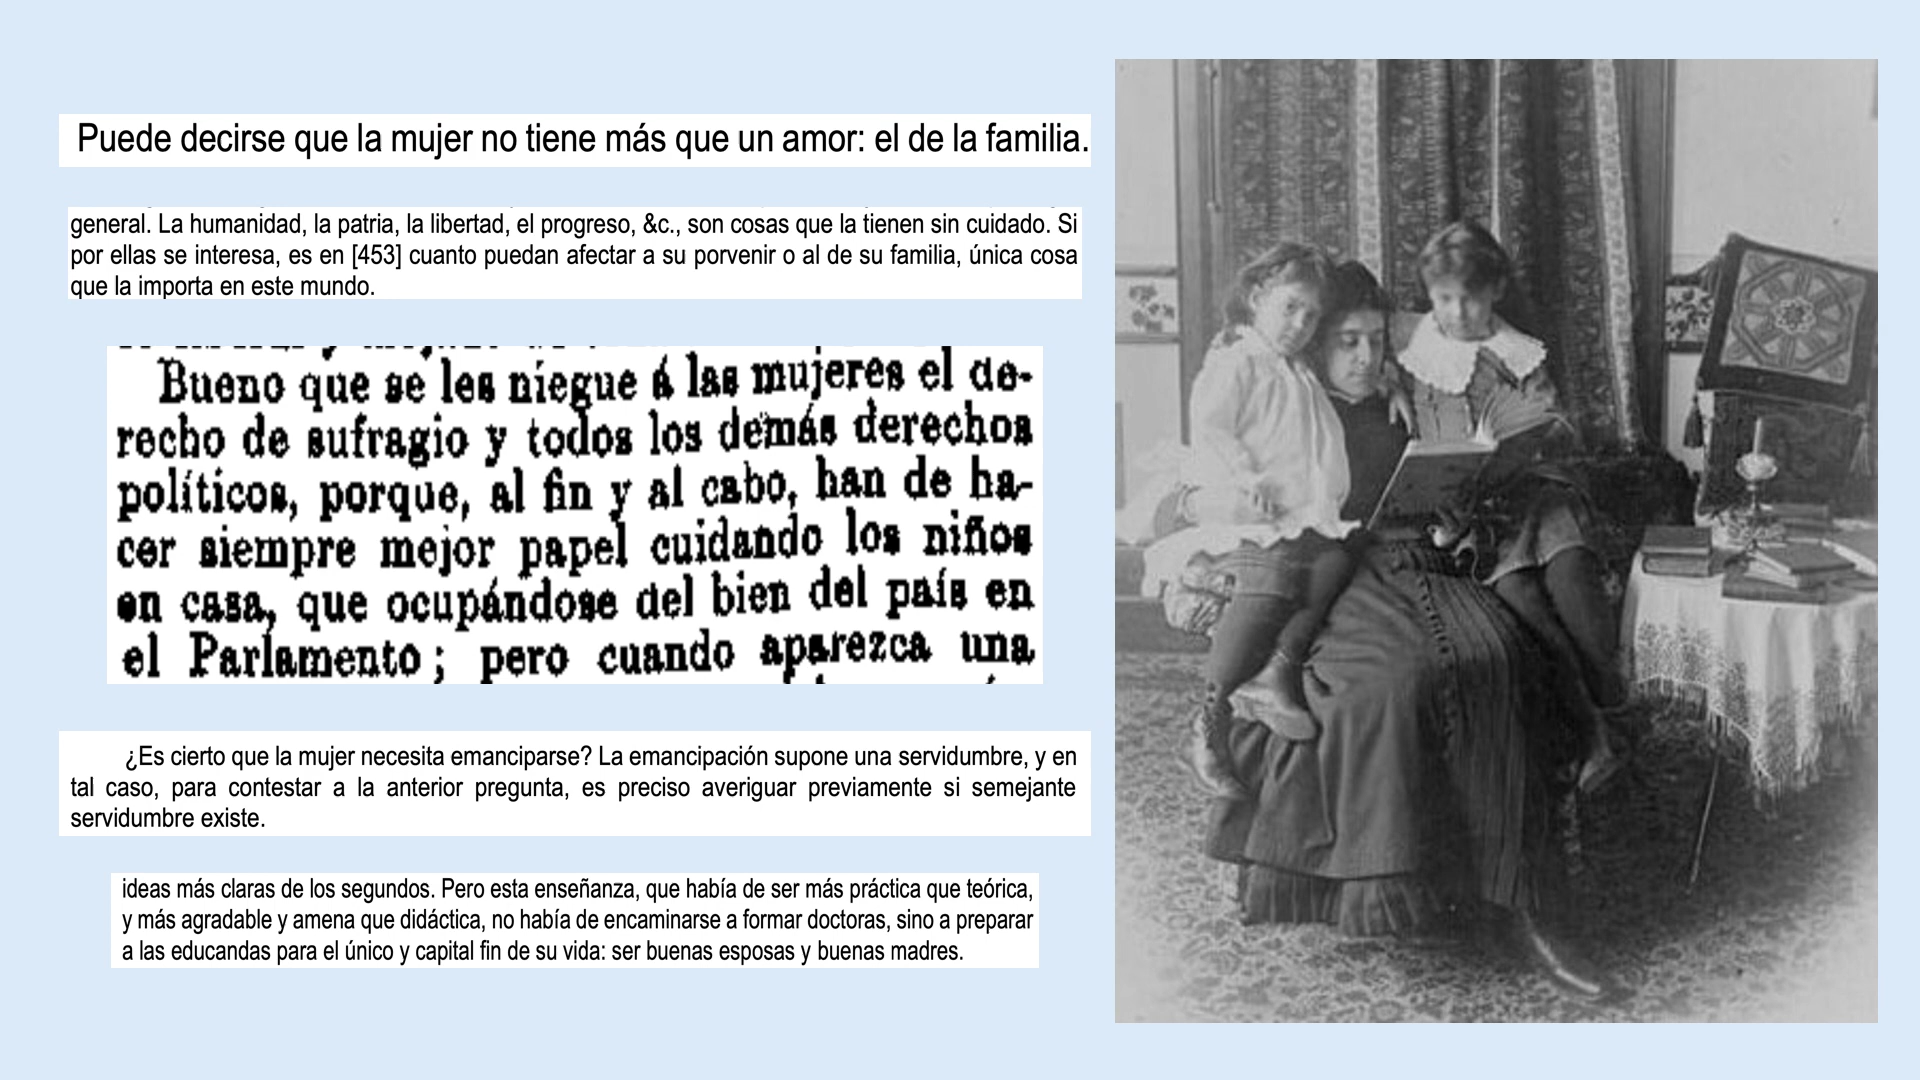 Puede decirse que la mujer no tiene más que un amor: el de la familia.
general. La humanidad, la patria, la libertad, el progreso, &c., son cosas que la tienen sin cuidado. Si
por ellas se interesa, es en [453] cuanto puedan afectar a su porvenir o al de su familia, única cosa
que la importa en este mundo.
Bueno que se les niegue á las mujeres el de-
recho de sufragio y todos los demás derechos
políticos, porque, al fin y al cabo, han de ha-
cer siempre mejor papel cuidando los niños
en casa, que ocupándose del bien del país en
el Parlamento; pero cuando aparezca una
¿Es cierto que la mujer necesita emanciparse? La emancipación supone una servidumbre, y en
tal caso, para contestar a la anterior pregunta, es preciso averiguar previamente si semejante
servidumbre existe.
ideas más claras de los segundos. Pero esta enseñanza, que había de ser más práctica que teórica,
y más agradable y amena que didáctica, no había de encaminarse a formar doctoras, sino a preparar
a las educandas para el único y capital fin de su vida: ser buenas esposas y buenas madres.